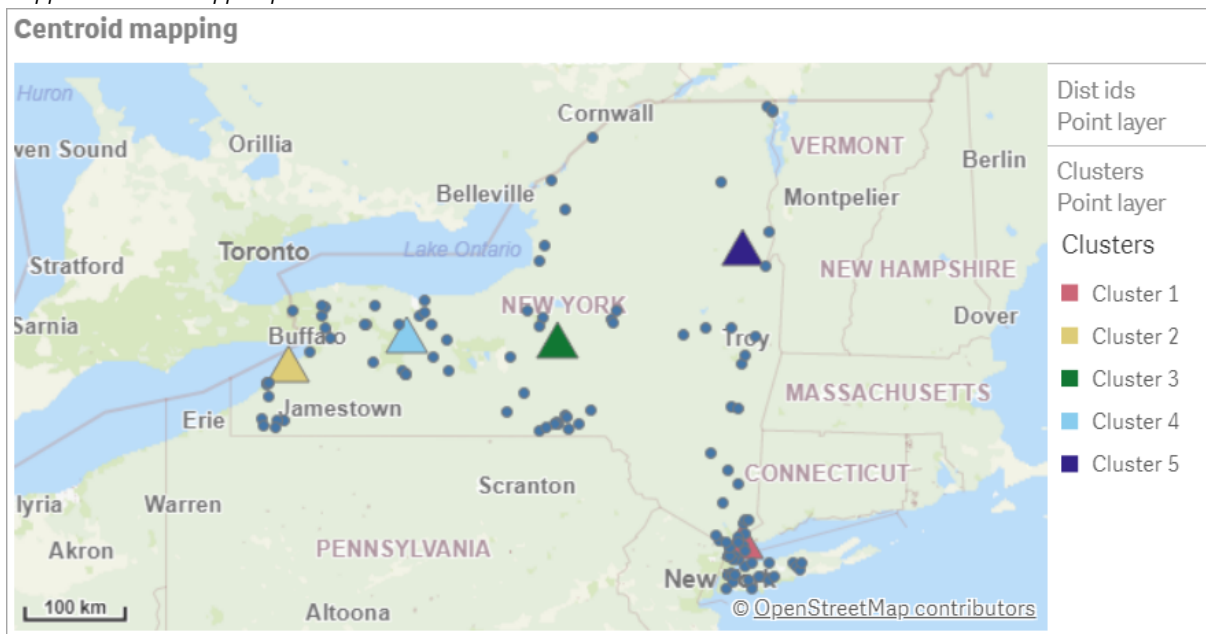 Centroid mapping
Huron
Cornwall
Dist ids
Point layer
wen Sound
Orillia
VERMONT
Berlin
Belleville
Montpelier
Clusters
Point layer
Toronto
Lake Ontario
Clusters
Stratford
NEW HAMPSHIRE
Cluster 1
NEW YORK
Sarnia
Buffalo
Troy
Dover
Cluster 2
Cluster 3
MASSACHUSETTS
Erie
Jamestown
Cluster 4
CONNECTICUT
Cluster 5
Scranton
lyria
Warren
Akron
PENNSYLVANIA
New York
100 km
Altoona
© OpenStreetMap contributors